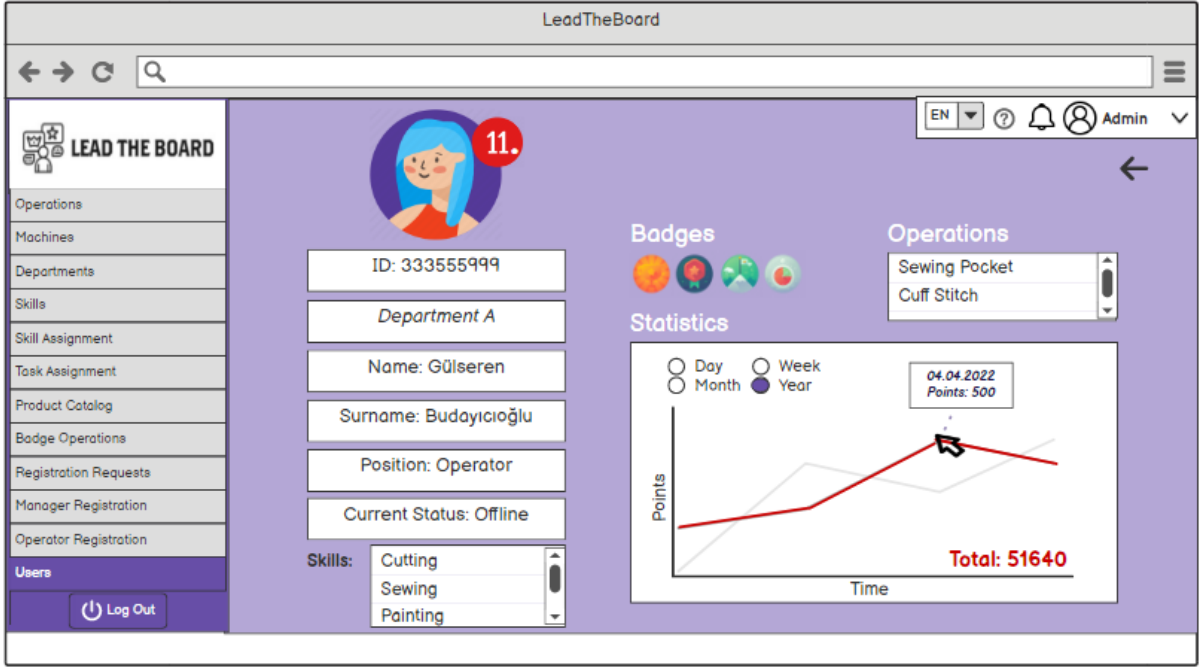 LeadTheBoard
EN
Admin
LEAD THE BOARD
Operations
Machines
Departments
Skills
Skill Assignment
Task Assignment
Product Catalog
Badge Operations
Registration Requests
Manager Registration
Operator Registration
Users
Log Out
11.
ID: 333555999
Department A
Name: Gülseren
Surname: Budayıcıoğlu
Position: Operator
Current Status: Offline
Skills:
Cutting
Sewing
Painting
Badges
Operations
Sewing Pocket
Cuff Stitch
Statistics
Day
Week
Month
Year
04.04.2022
Points: 500
Points
Total: 51640
Time